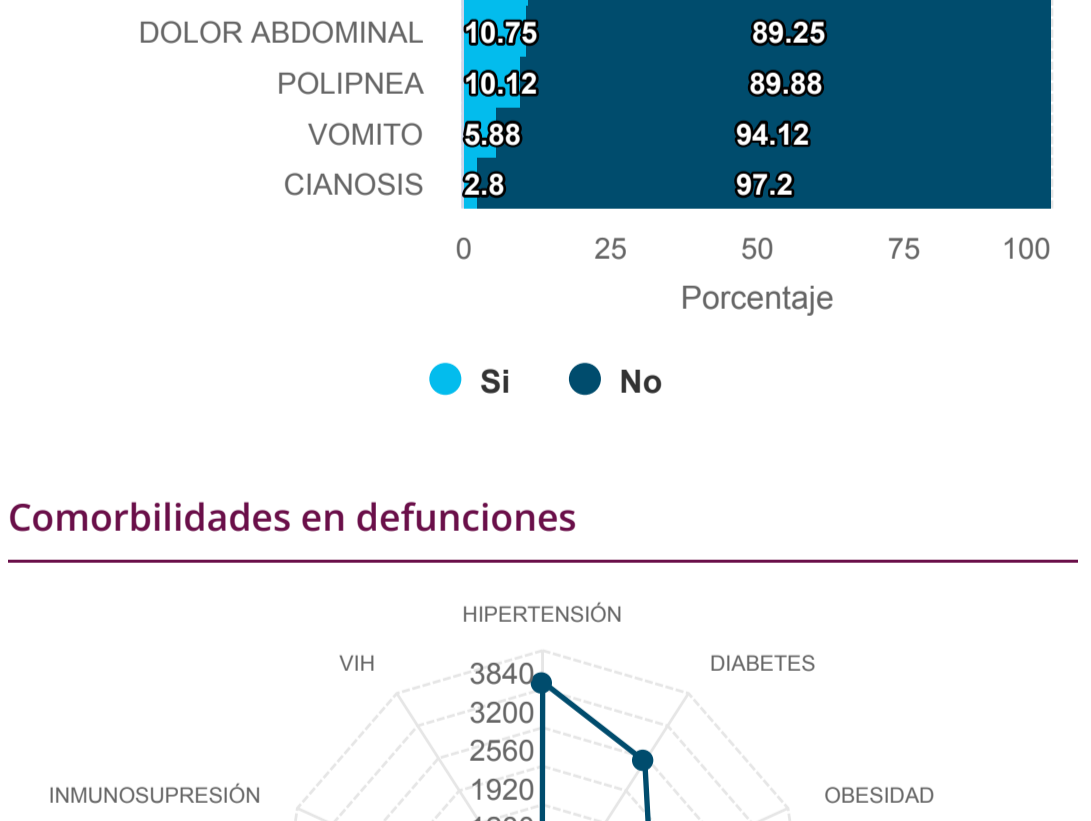 DOLOR ABDOMINAL 10.75 89.25
POLIPNEA 10.12 89.88
VOMITO 5.88 94.12
CIANOSIS 2.8 97.2
0 25 50 75 100
Porcentaje
Si No
Comorbilidades en defunciones
HIPERTENSIÓN
VIH DIABETES
3840
3200
2560
1920
INMUNOSUPRESIÓN OBESIDAD